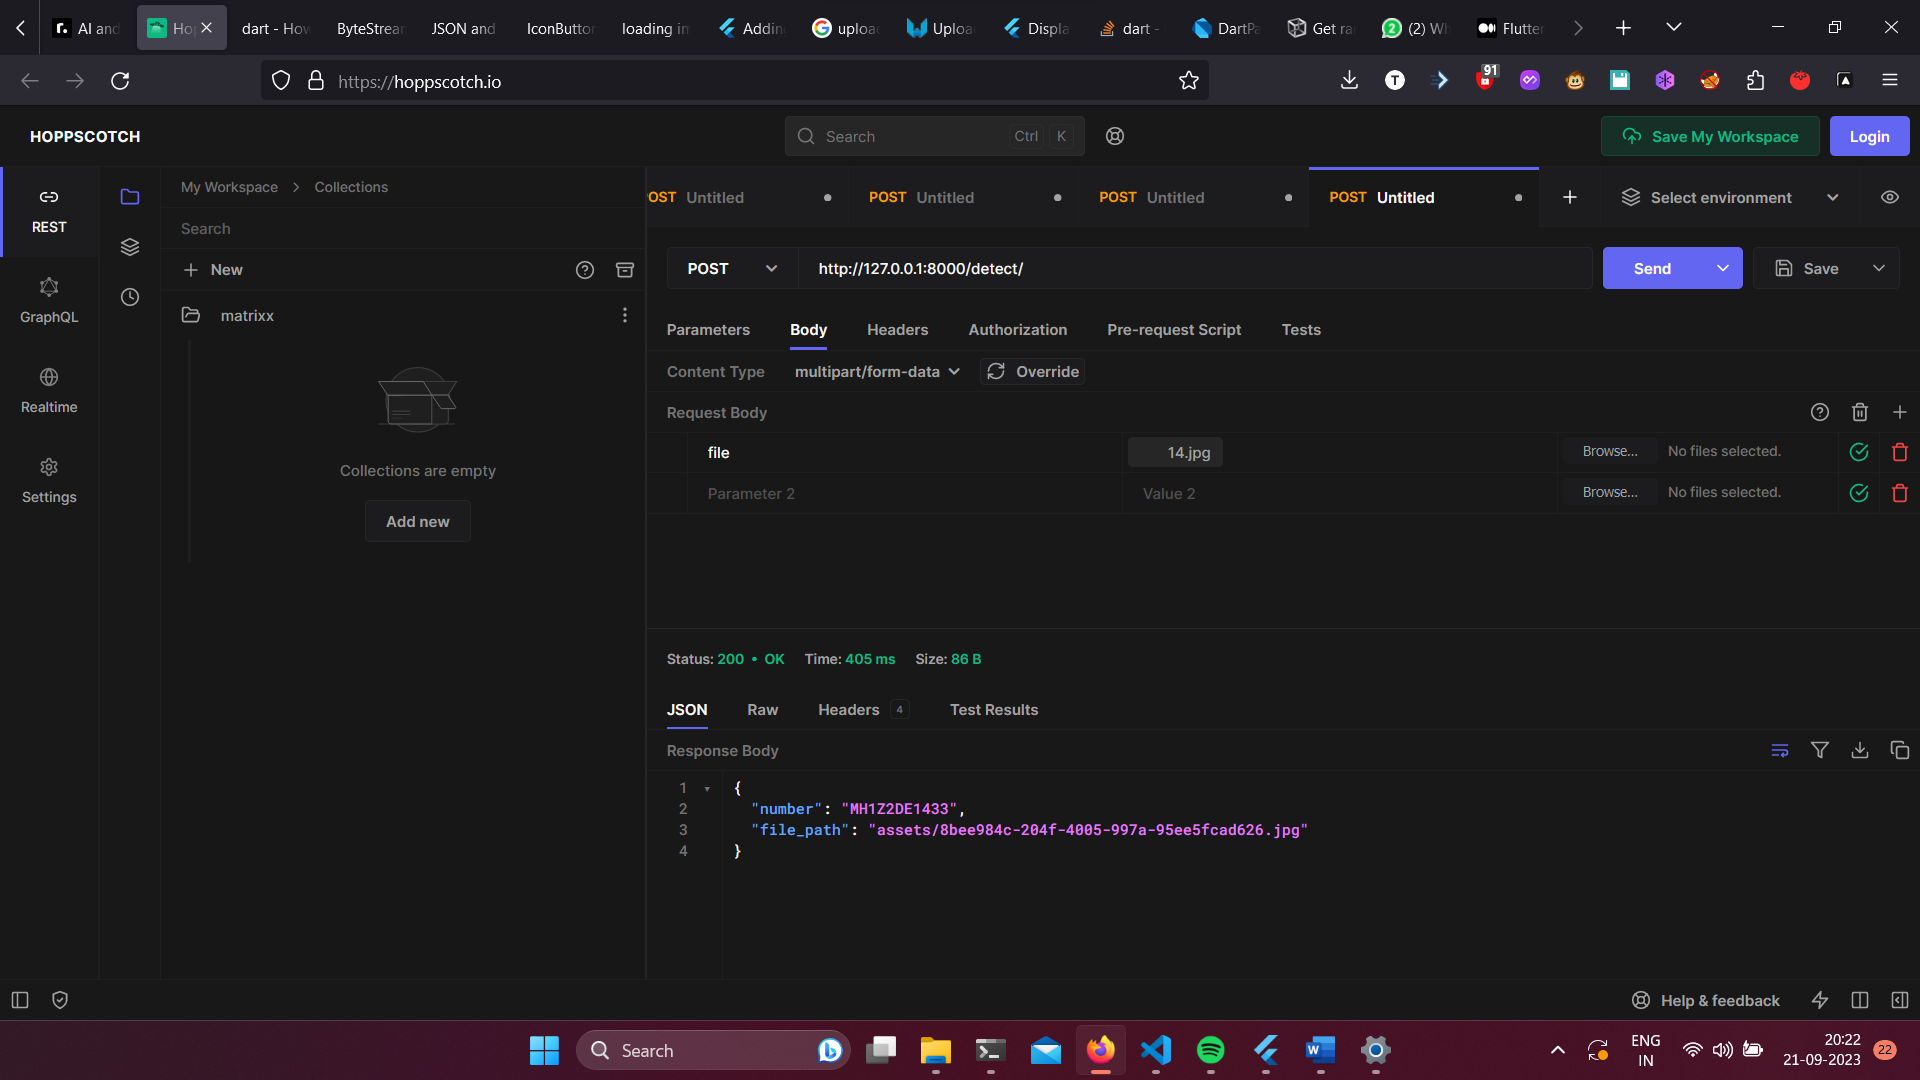 AI and
Ho
dart - How
ByteStream
JSON and
IconButton
loading im
Adding
upload
Upload
Displa
dart -
DartPa
Get ra
(2) Wh
Flutter
https://hoppscotch.io
T
91
HOPPSCOTCH
Search
Ctrl
K
Save My Workspace
Login
REST
GraphQL
Realtime
Settings
My Workspace
Collections
Search
New
matrixx
Collections are empty
Add new
POST Untitled
POST Untitled
POST Untitled
POST Untitled
Select environment
POST
http://127.0.0.1:8000/detect/
Send
Save
Parameters
Body
Headers
Authorization
Pre-request Script
Tests
Content Type
multipart/form-data
Override
Request Body
file
14.jpg
Browse...
No files selected.
Parameter 2
Value 2
Browse...
No files selected.
Status: 200 • OK
Time: 405 ms
Size: 86 B
JSON
Raw
Headers
4
Test Results
Response Body
1 {
2 "number": "MH1Z2DE1433",
3 "file_path": "assets/8bee984c-204f-4005-997a-95ee5fcad626.jpg"
4 }
Help & feedback
Search
ENG
IN
20:22
21-09-2023
22